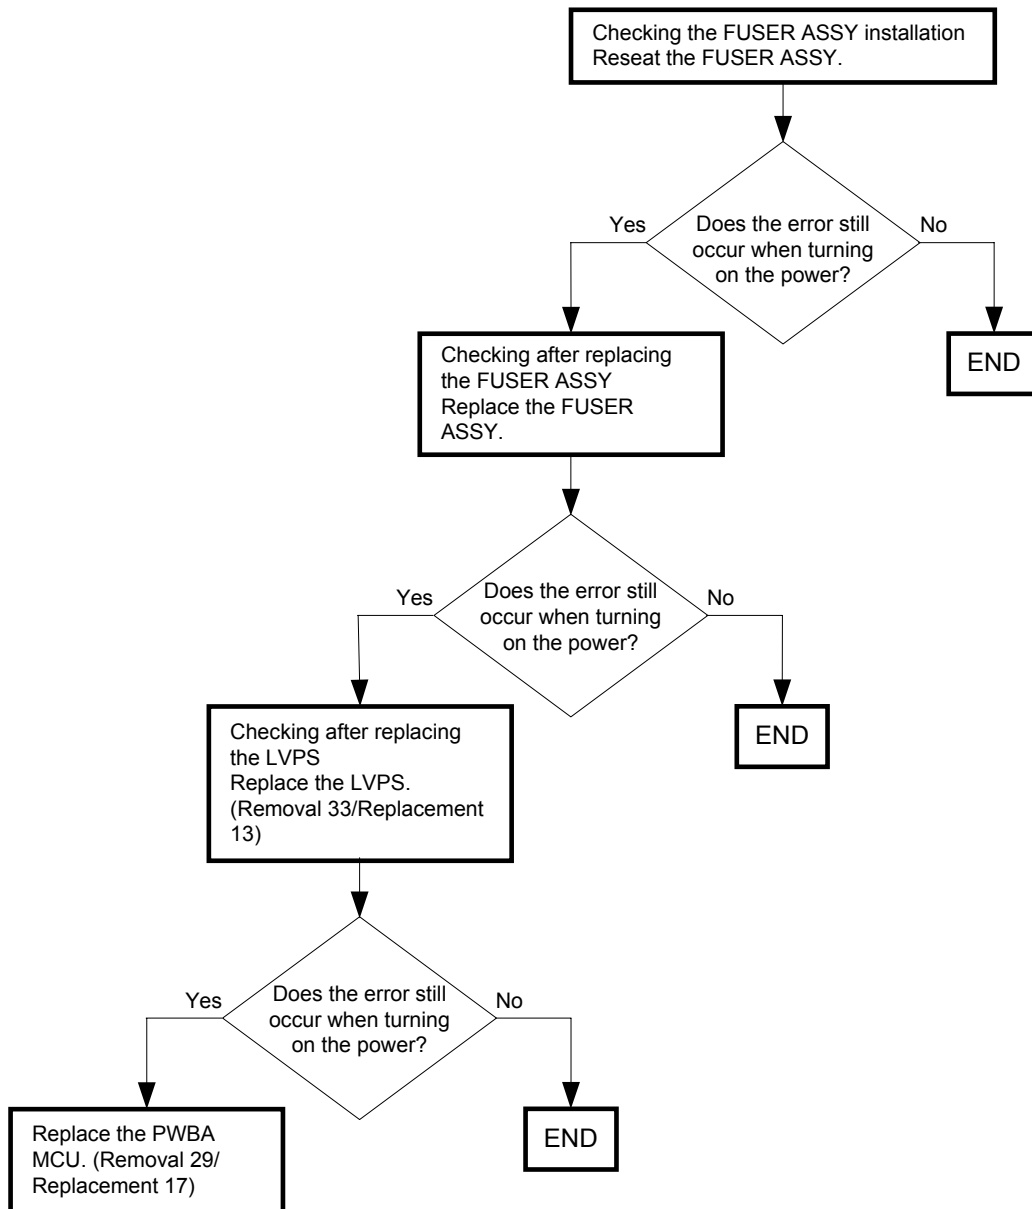 Checking the FUSER ASSY installation
Reseat the FUSER ASSY.
Yes
Does the error still
occur when turning
on the power?
No
END
Checking after replacing
the FUSER ASSY
Replace the FUSER
ASSY.
Yes
Does the error still
occur when turning
on the power?
No
END
Checking after replacing
the LVPS
Replace the LVPS.
(Removal 33/Replacement
13)
Yes
Does the error still
occur when turning
on the power?
No
END
Replace the PWBA
MCU. (Removal 29/
Replacement 17)